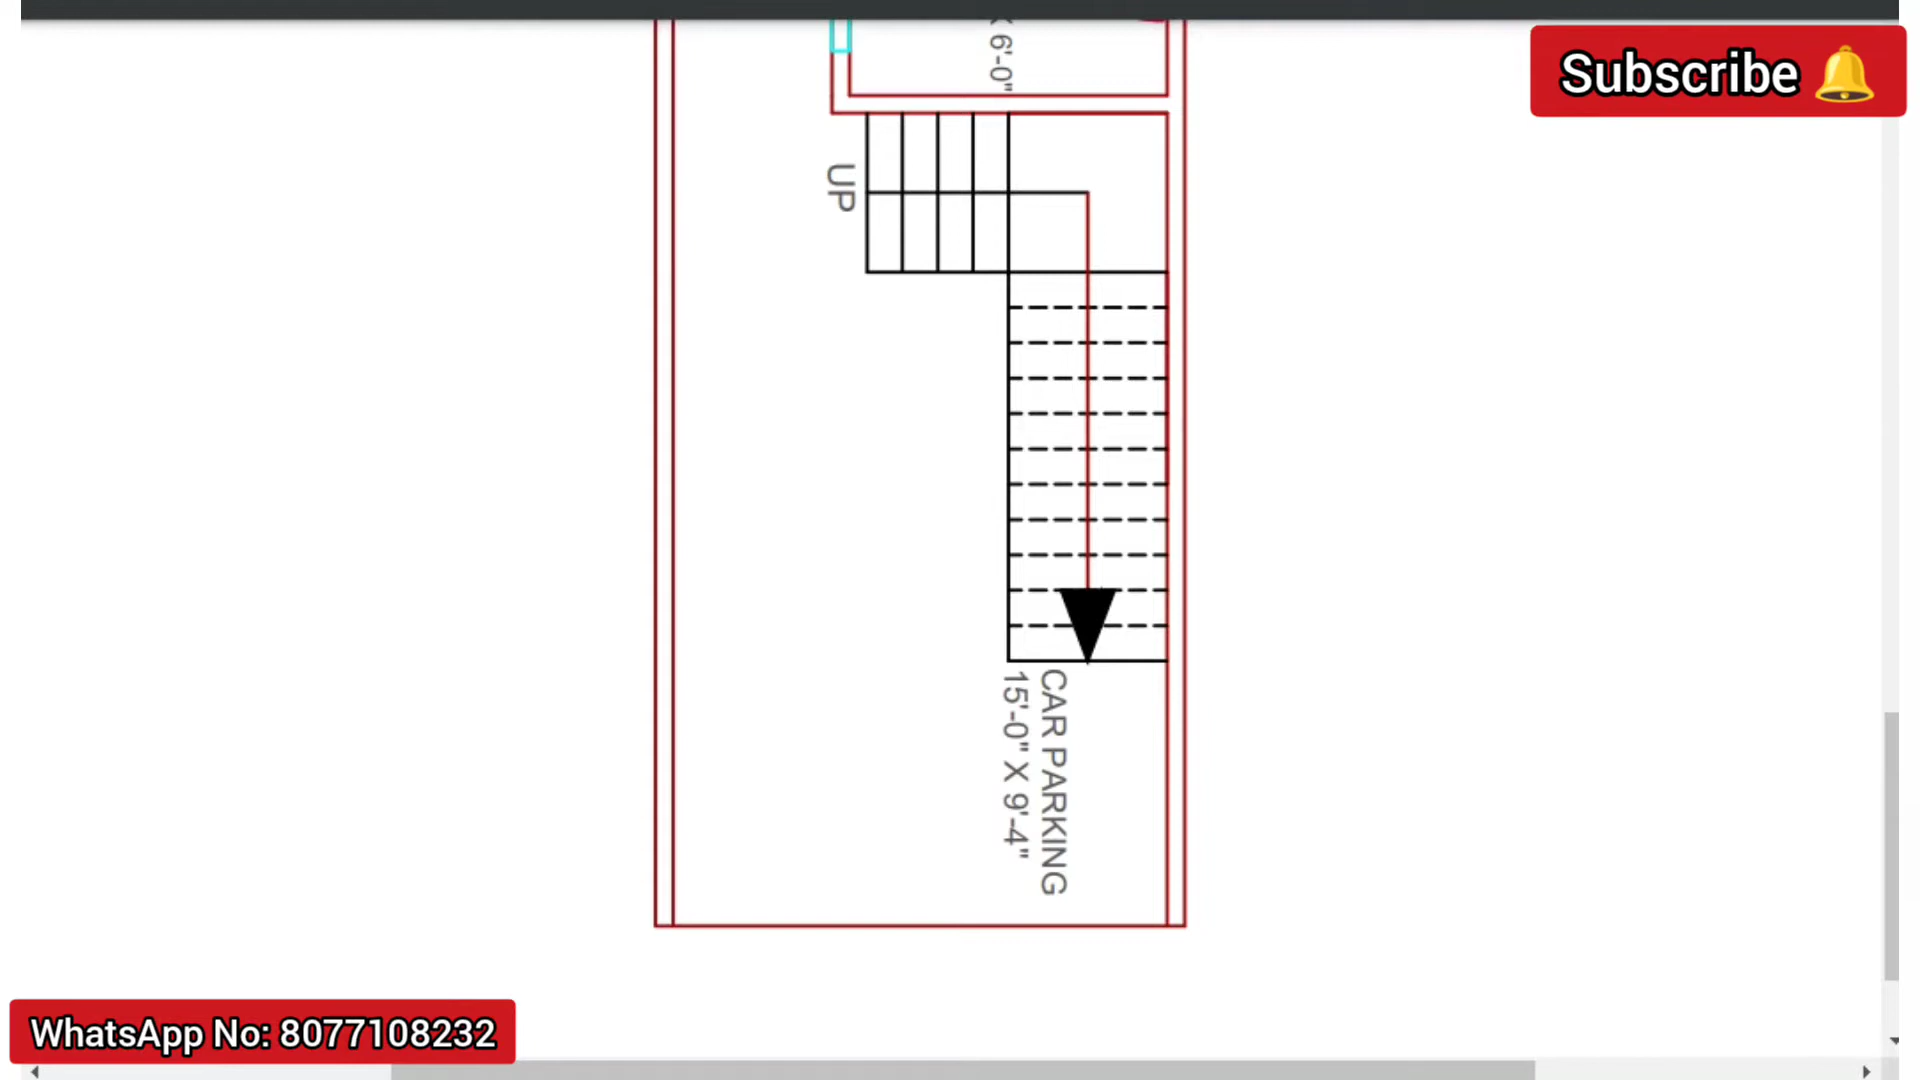 X 6'-0"
Subscribe
UP
CAR PARKING
15'-0" X 9'-4"
WhatsApp No: 8077108232